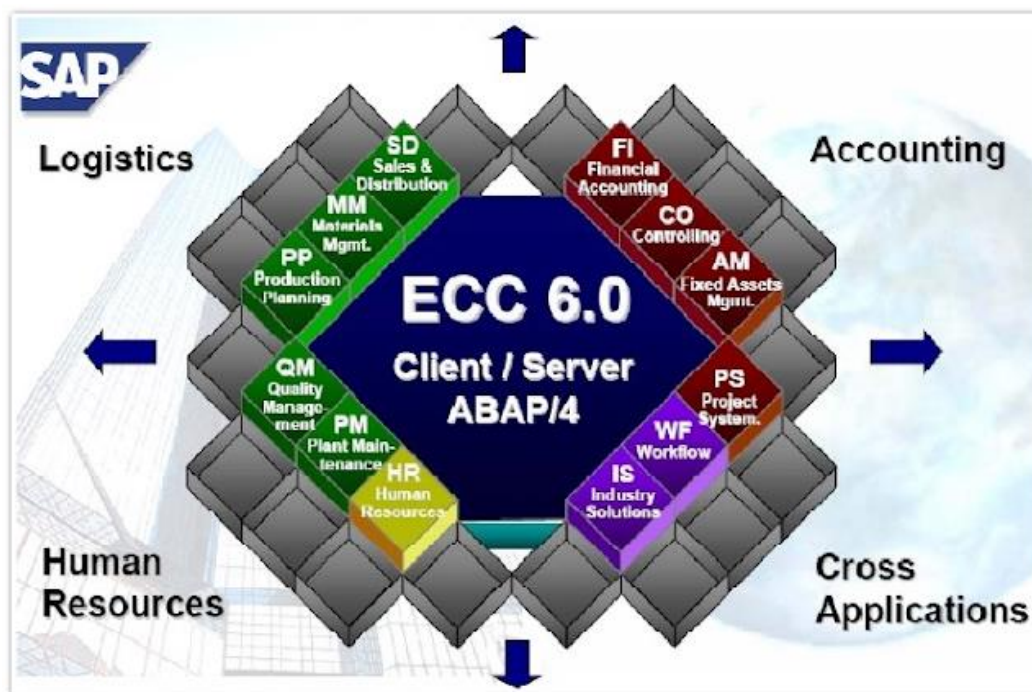 SAP
Logistics
Accounting
SD
Sales &
Distribution
MM
Materials
Mgmt.
PP
Production
Planning
FI
Financial
Accounting
CO
Controlling
AM
Fixed Assets
Mgmt.
ECC 6.0
Client / Server
ABAP/4
QM
Quality
Manage-
ment
PM
Plant Main-
tenance
HR
Human
Resources
PS
Project
System.
WF
Workflow
IS
Industry
Solutions
Human
Resources
Cross
Applications